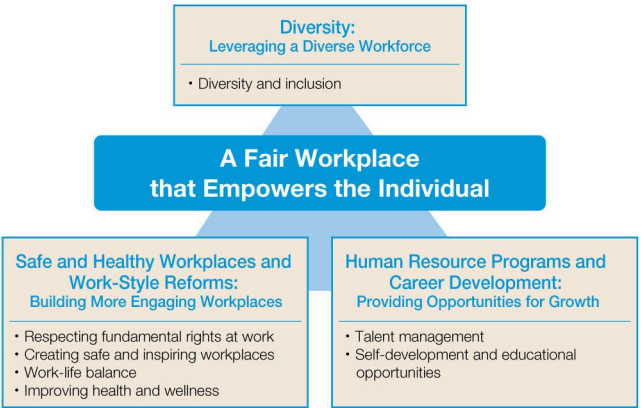 Diversity:
Leveraging a Diverse Workforce
• Diversity and inclusion
A Fair Workplace
that Empowers the Individual
Safe and Healthy Workplaces and
Work-Style Reforms:
Building More Engaging Workplaces
• Respecting fundamental rights at work
• Creating safe and inspiring workplaces
• Work-life balance
• Improving health and wellness
Human Resource Programs and
Career Development:
Providing Opportunities for Growth
• Talent management
• Self-development and educational
opportunities